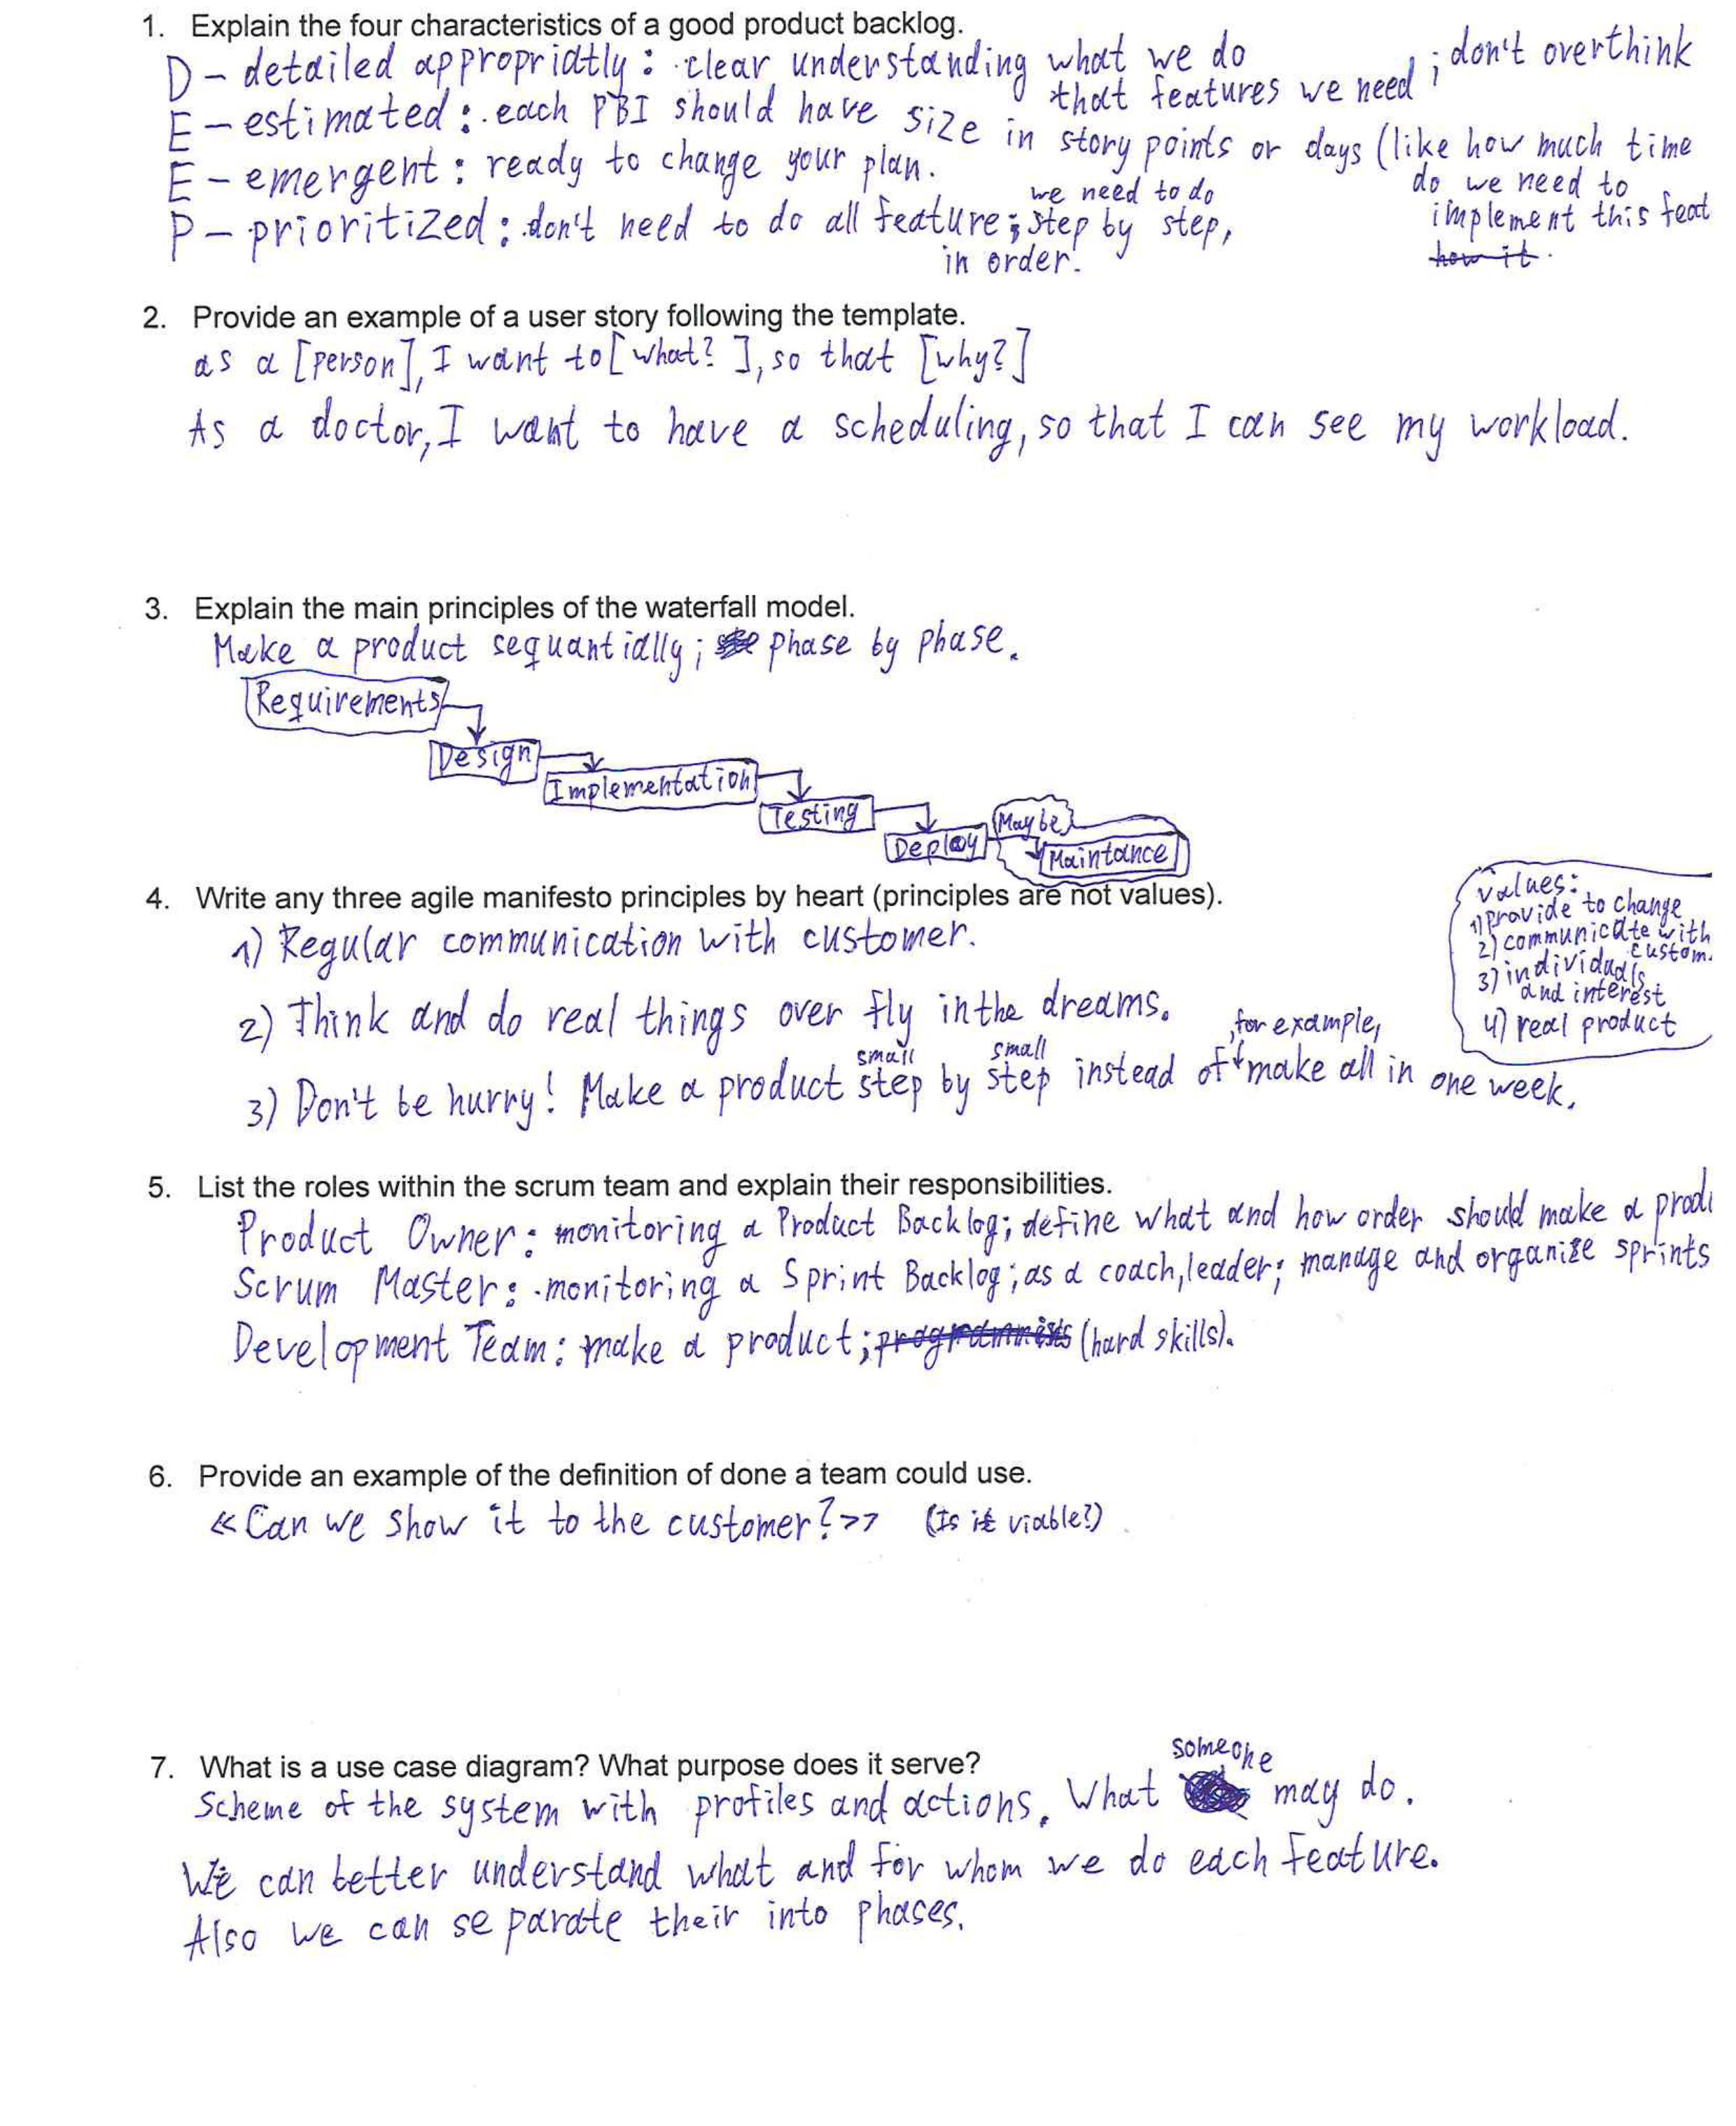 1. Explain the four characteristics of a good product backlog.
D – detailed appropriatly : clear understanding what we do
that features we need ; don't overthink
E – estimated : each PBI should have size in story points or days (like how much time
do we need to
implement this feat
how it .
E – emergent : ready to change your plan.
P – prioritized : don't need to do all feature ; step by step,
we need to do
in order.
2. Provide an example of a user story following the template.
as a [person], I want to [what?], so that [why?]
As a doctor, I want to have a scheduling, so that I can see my workload.
3. Explain the main principles of the waterfall model.
Make a product sequantially; phase by phase.
Requirements
Design
Implementation
Testing
Deploy
Maybe
Maintance
4. Write any three agile manifesto principles by heart (principles are not values).
1) Regular communication with customer.
2) Think and do real things over fly in the dreams.
3) Don't be hurry! Make a product small step by small step instead of , for example, make all in one week.
values:
1) provide to change
2) communicate with
custom.
3) individuals
and interest
4) real product
5. List the roles within the scrum team and explain their responsibilities.
Product Owner : monitoring a Product Backlog; define what and how order should make a produ
Scrum Master : monitoring a Sprint Backlog; as a coach, leader; manage and organize sprints
Development Team : make a product; (hard skills).
6. Provide an example of the definition of done a team could use.
«Can we show it to the customer?» (Is it viable?)
7. What is a use case diagram? What purpose does it serve?
Scheme of the system with profiles and actions. What someone may do.
We can better understand what and for whom we do each feature.
Also we can separate their into phases.